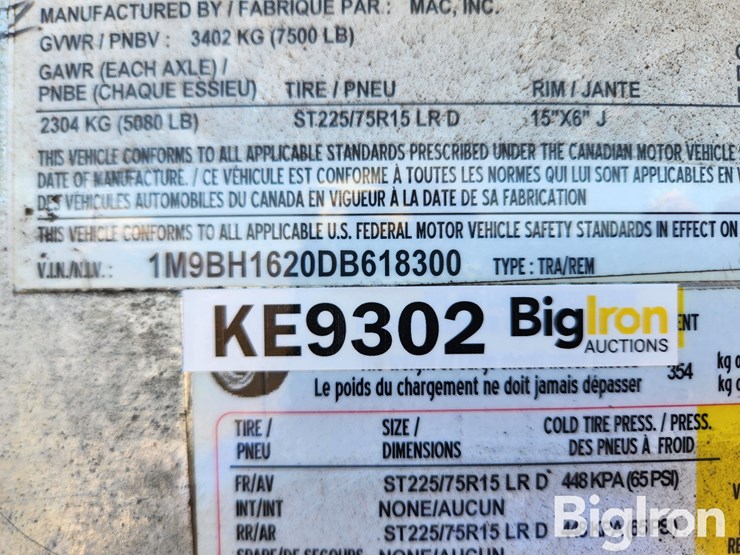 MANUFACTURED BY / FABRIQUE PAR : MAC, INC.
GVWR / PNBV : 3402 KG (7500 LB)
GAWR (EACH AXLE) /
PNBE (CHAQUE ESSIEU) TIRE / PNEU RIM / JANTE
2304 KG (5080 LB) ST225/75R15 LR D 15"X6" J
THIS VEHICLE CONFORMS TO ALL APPLICABLE STANDARDS PRESCRIBED UNDER THE CANADIAN MOTOR VEHICLE
DATE OF MANUFACTURE. / CE VÉHICULE EST CONFORME À TOUTES LES NORMES QUI LUI SONT APPLICABLES EN
DES VÉHICULES AUTOMOBILES DU CANADA EN VIGUEUR À LA DATE DE SA FABRICATION
THIS VEHICLE CONFORMS TO ALL APPLICABLE U.S. FEDERAL MOTOR VEHICLE SAFETY STANDARDS IN EFFECT ON
V.I.N./N.I.V.: 1M9BH1620DB618300 TYPE : TRA/REM
KE9302 BigIron
AUCTIONS
Le poids du chargement ne doit jamais dépasser 354 kg
TIRE / SIZE / COLD TIRE PRESS. / PRESS.
PNEU DIMENSIONS DES PNEUS À FROID
FR/AV ST225/75R15 LR D 448 KPA (65 PSI)
INT/INT NONE/AUCUN
RR/AR ST225/75R15 LR D
NONE/AUCUN
BigIron